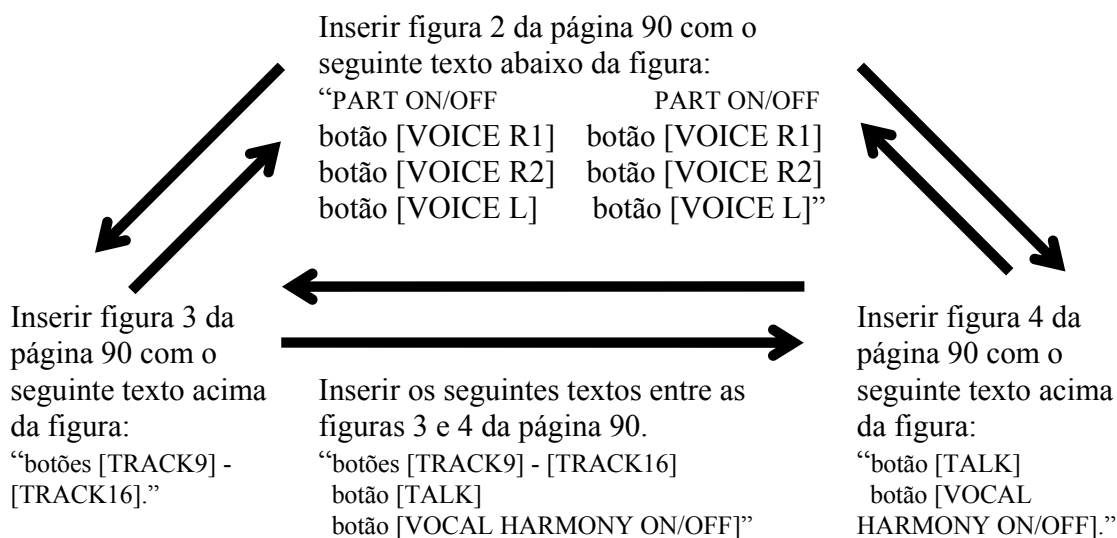 Inserir figura 2 da página 90 com o
seguinte texto abaixo da figura:
“PART ON/OFF PART ON/OFF
botão [VOICE R1] botão [VOICE R1]
botão [VOICE R2] botão [VOICE R2]
botão [VOICE L] botão [VOICE L]”
Inserir figura 3 da
página 90 com o
seguinte texto acima
da figura:
“botões [TRACK9] -
[TRACK16].”
Inserir os seguintes textos entre as
figuras 3 e 4 da página 90.
“botões [TRACK9] - [TRACK16]
botão [TALK]
botão [VOCAL HARMONY ON/OFF]”
Inserir figura 4 da
página 90 com o
seguinte texto acima
da figura:
“botão [TALK]
botão [VOCAL
HARMONY ON/OFF].”